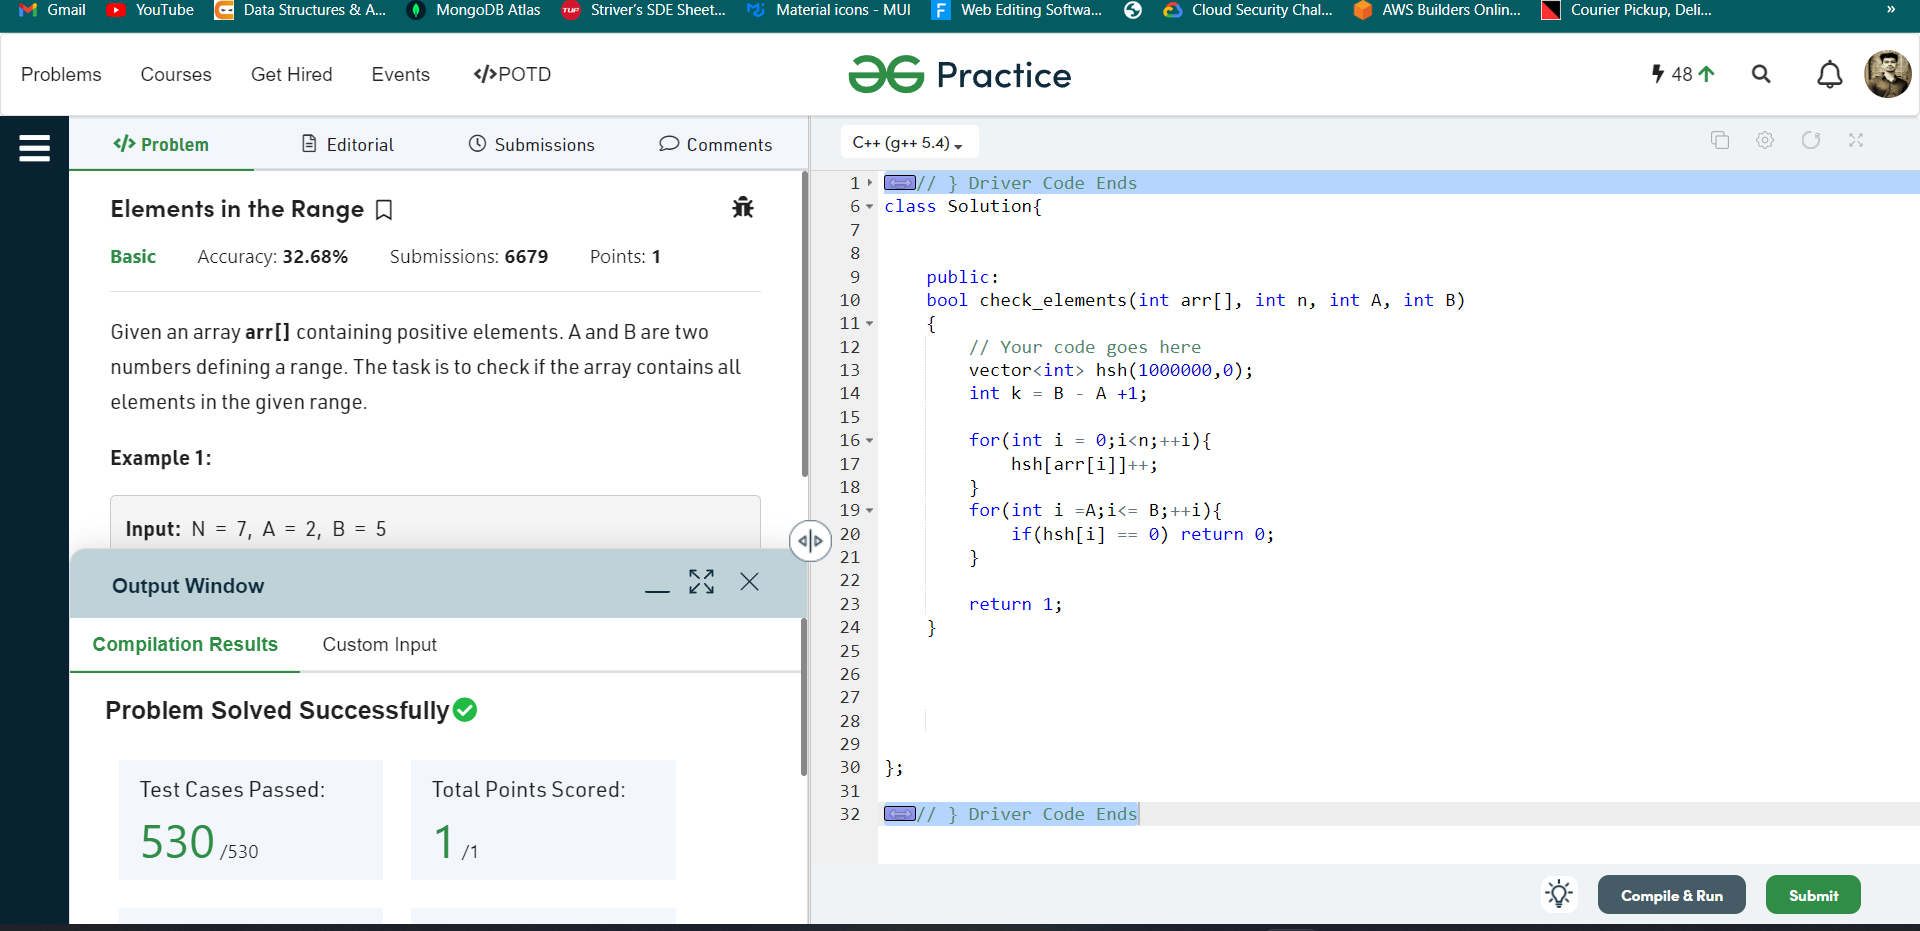 Gmail YouTube Data Structures & A... MongoDB Atlas TUF Striver's SDE Sheet... Material icons - MUI Web Editing Softwa... Cloud Security Chal... AWS Builders Onlin... Courier Pickup, Deli... »
Problems Courses Get Hired Events </>POTD Practice 48
</> Problem Editorial Submissions Comments
Elements in the Range
Basic Accuracy: 32.68% Submissions: 6679 Points: 1
Given an array arr[] containing positive elements. A and B are two
numbers defining a range. The task is to check if the array contains all
elements in the given range.
Example 1:
Input: N = 7, A = 2, B = 5
Output Window
Compilation Results Custom Input
Problem Solved Successfully
Test Cases Passed: Total Points Scored:
530 /530 1 /1
C++ (g++ 5.4)
1 // } Driver Code Ends
6 class Solution{
7
8
9 public:
10 bool check_elements(int arr[], int n, int A, int B)
11 {
12 // Your code goes here
13 vector<int> hsh(1000000,0);
14 int k = B - A +1;
15
16 for(int i = 0;i<n;++i){
17 hsh[arr[i]]++;
18 }
19 for(int i =A;i<= B;++i){
20 if(hsh[i] == 0) return 0;
21 }
22
23 return 1;
24 }
25
26
27
28
29
30 };
31
32 // } Driver Code Ends
Compile & Run Submit